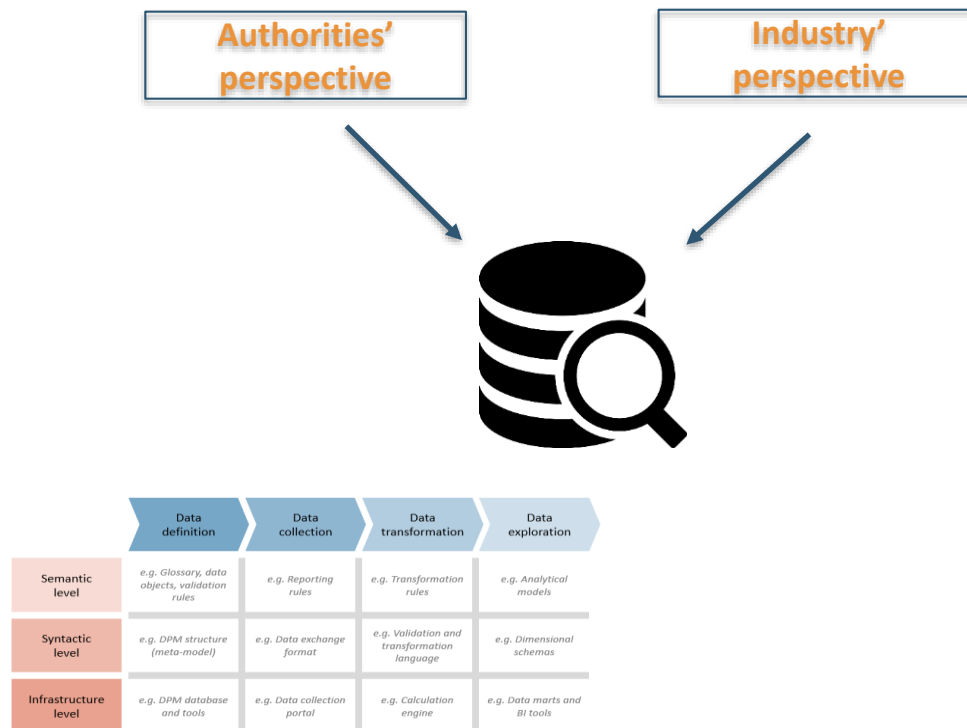 Authorities’
perspective
Industry’
perspective
Data
definition
Data
collection
Data
transformation
Data
exploration
Semantic
level
e.g. Glossary, data
objects, validation
rules
e.g. Reporting
rules
e.g. Transformation
rules
e.g. Analytical
models
Syntactic
level
e.g. DPM structure
(meta-model)
e.g. Data exchange
format
e.g. Validation and
transformation
language
e.g. Dimensional
schemas
Infrastructure
level
e.g. DPM database
and tools
e.g. Data collection
portal
e.g. Calculation
engine
e.g. Data marts and
BI tools